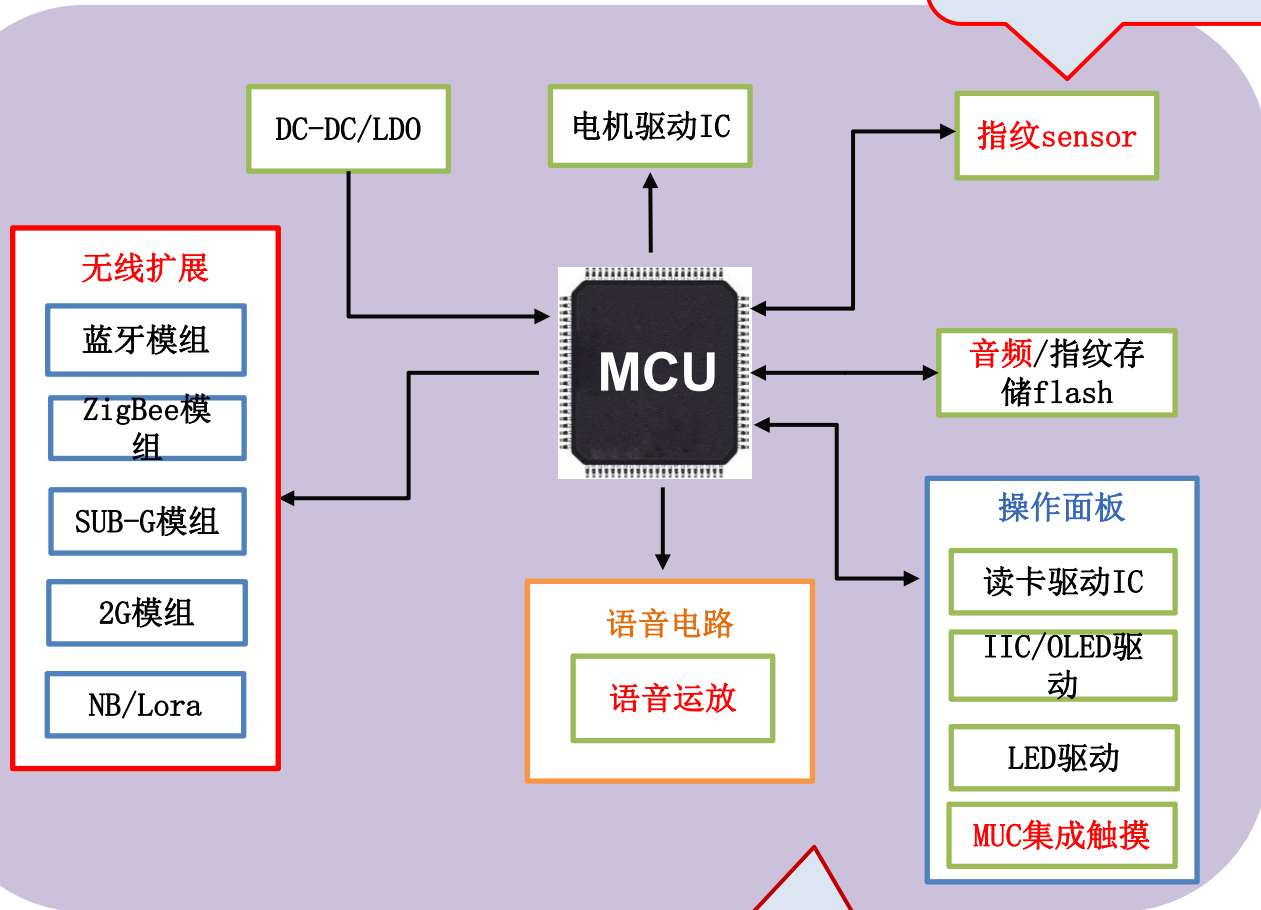 DC-DC/LDO
电机驱动IC
指纹sensor
无线扩展
蓝牙模组
ZigBee模
组
SUB-G模组
2G模组
NB/Lora
MCU
音频/指纹存
储flash
语音电路
语音运放
操作面板
读卡驱动IC
IIC/OLED驱
动
LED驱动
MUC集成触摸